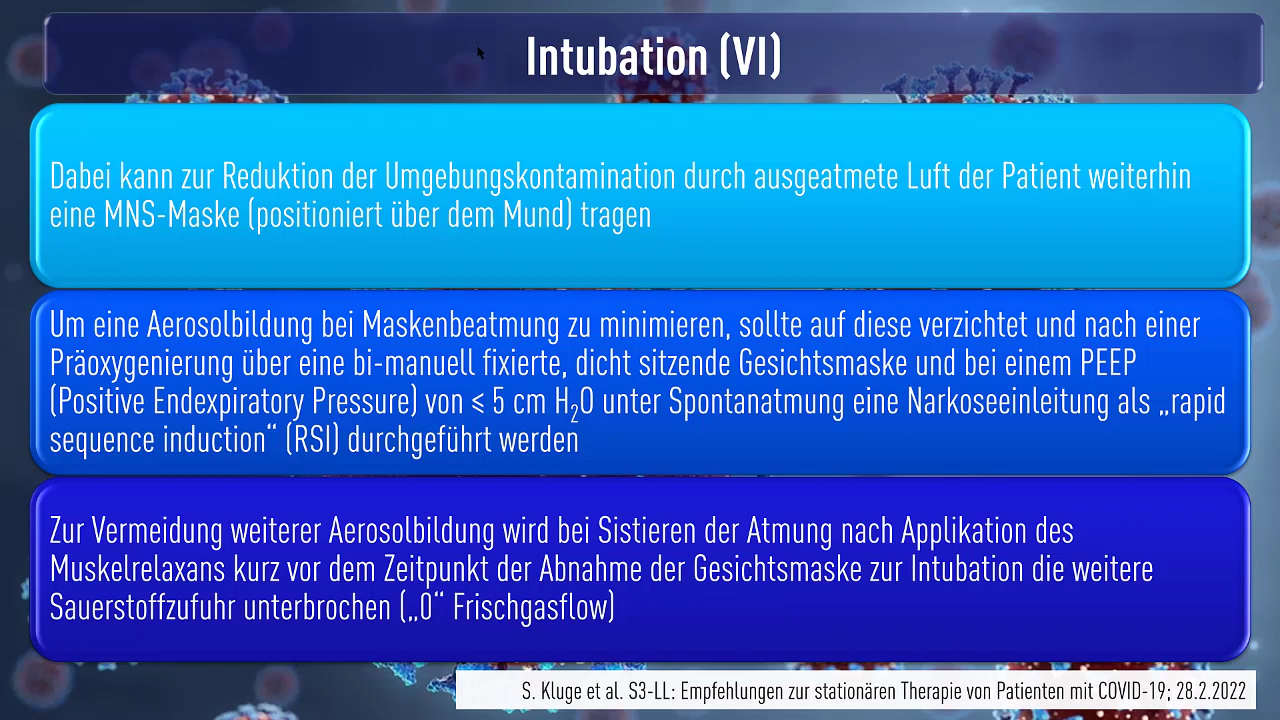 Intubation (VI)
Dabei kann zur Reduktion der Umgebungskontamination durch ausgeatmete Luft der Patient weiterhin
eine MNS-Maske (positioniert über dem Mund) tragen
Um eine Aerosolbildung bei Maskenbeatmung zu minimieren, sollte auf diese verzichtet und nach einer
Präoxygenierung über eine bi-manuell fixierte, dicht sitzende Gesichtsmaske und bei einem PEEP
(Positive Endexpiratory Pressure) von ≤ 5 cm H₂O unter Spontanatmung eine Narkoseeinleitung als „rapid
sequence induction“ (RSI) durchgeführt werden
Zur Vermeidung weiterer Aerosolbildung wird bei Sistieren der Atmung nach Applikation des
Muskelrelaxans kurz vor dem Zeitpunkt der Abnahme der Gesichtsmaske zur Intubation die weitere
Sauerstoffzufuhr unterbrochen („0“ Frischgasflow)
S. Kluge et al. S3-LL: Empfehlungen zur stationären Therapie von Patienten mit COVID-19; 28.2.2022